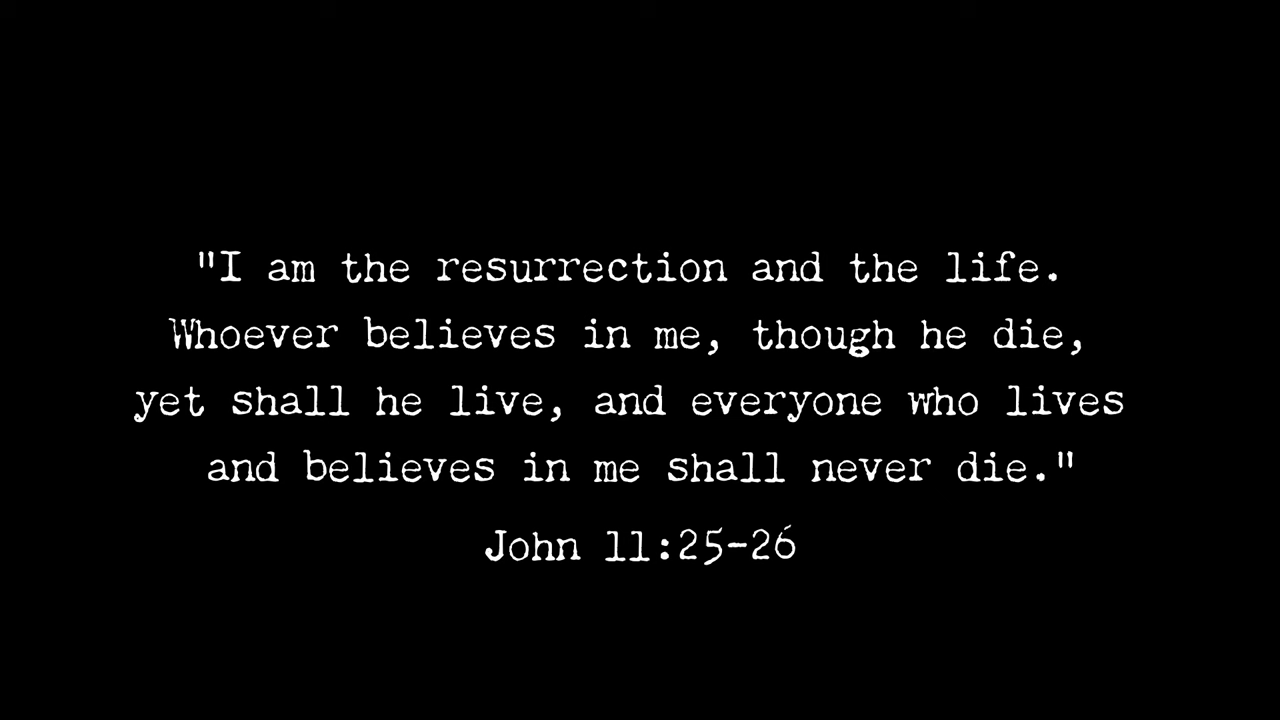 "I am the resurrection and the life.
Whoever believes in me, though he die,
yet shall he live, and everyone who lives
and believes in me shall never die."
John 11:25-26